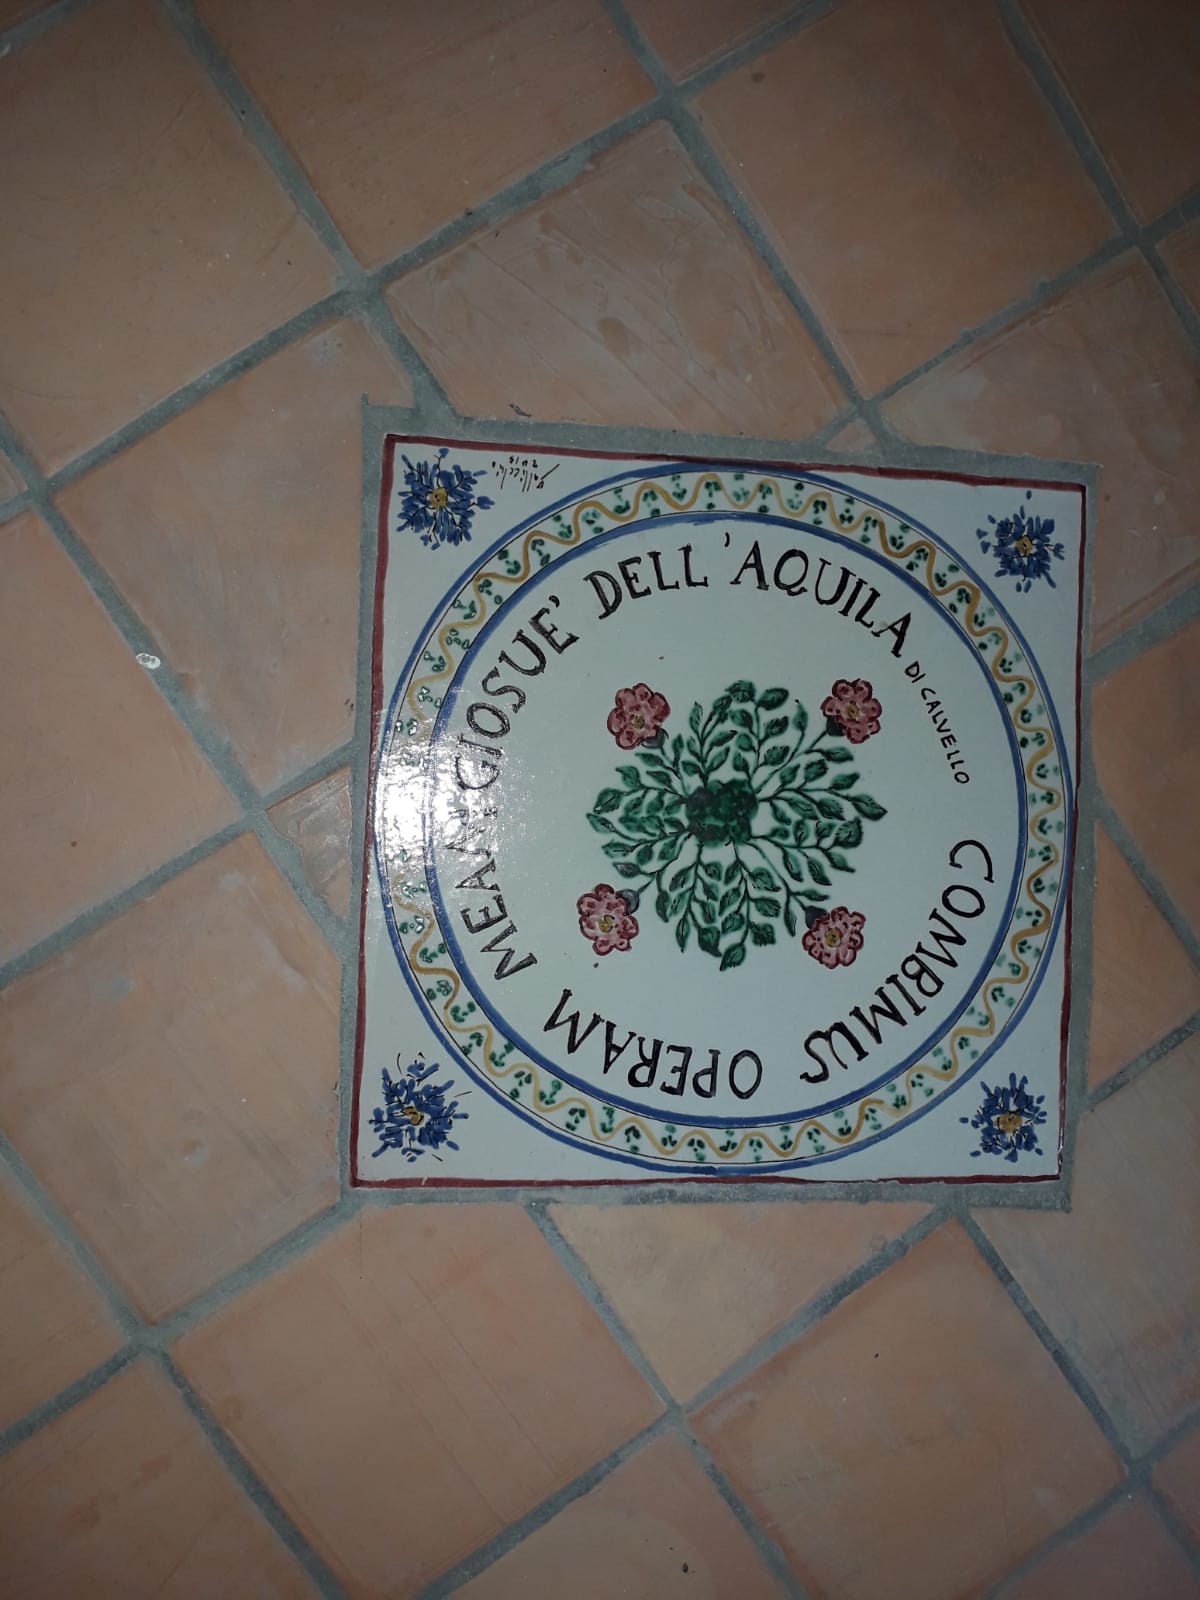 COMBIMUS OPERAM MEAM GIOSUE' DELL'AQUILA
DI CALVELLO